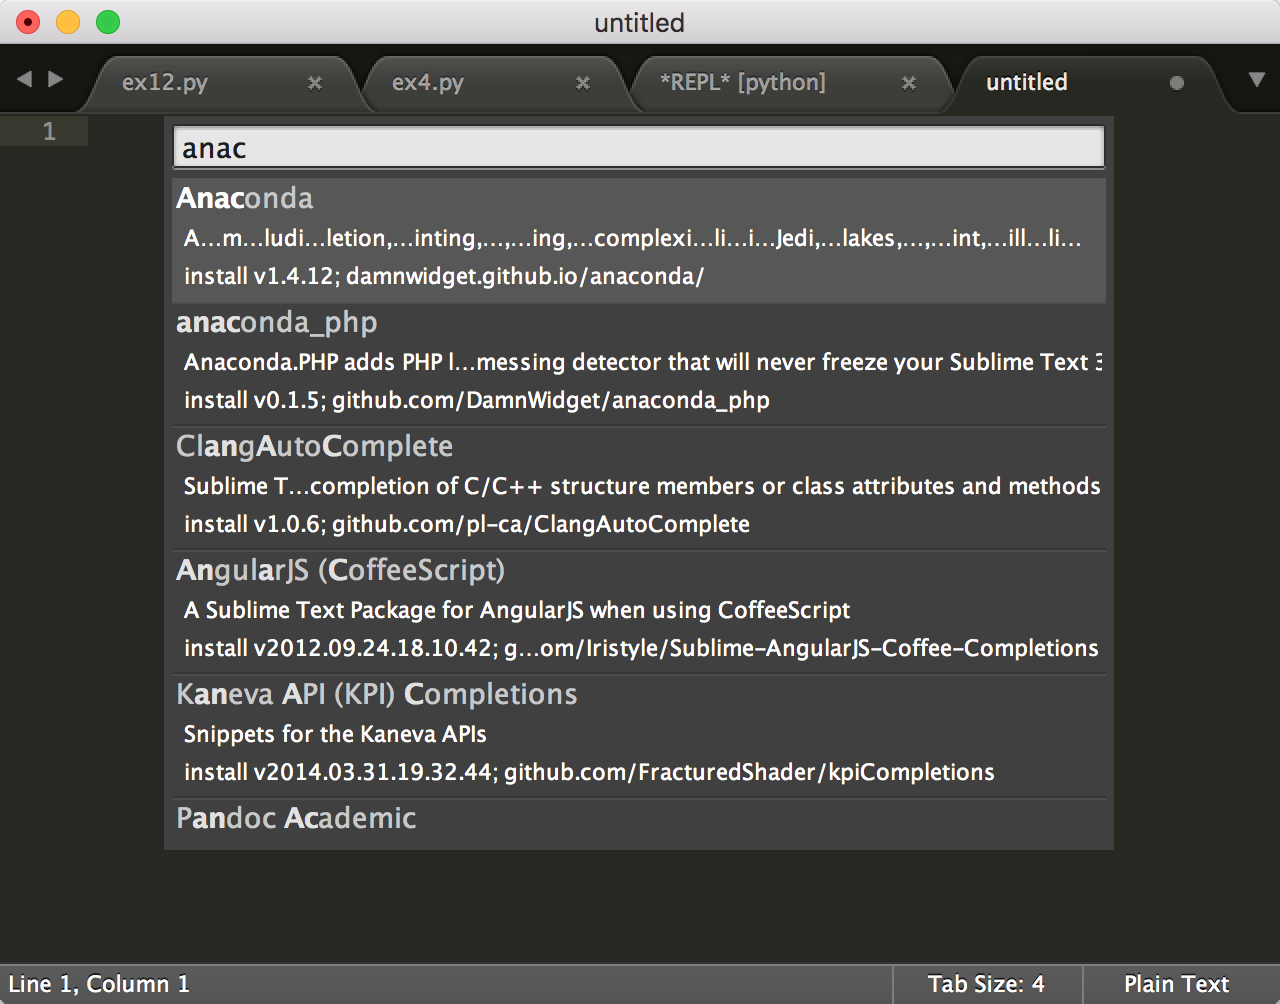 untitled
ex12.py
ex4.py
*REPL* [python]
untitled
1
anac
Anaconda
A...m...ludi...letion,...inting,...,...ing,...complexi...li...i...Jedi,...lakes,...,...int,...ill...li...
install v1.4.12; damnwidget.github.io/anaconda/
anaconda_php
Anaconda.PHP adds PHP l...messing detector that will never freeze your Sublime Text 3
install v0.1.5; github.com/DamnWidget/anaconda_php
ClangAutoComplete
Sublime T...completion of C/C++ structure members or class attributes and methods
install v1.0.6; github.com/pl-ca/ClangAutoComplete
AngularJS (CoffeeScript)
A Sublime Text Package for AngularJS when using CoffeeScript
install v2012.09.24.18.10.42; g...om/Iristyle/Sublime-AngularJS-Coffee-Completions
Kaneva API (KPI) Completions
Snippets for the Kaneva APIs
install v2014.03.31.19.32.44; github.com/FracturedShader/kpiCompletions
Pandoc Academic
Line 1, Column 1
Tab Size: 4
Plain Text